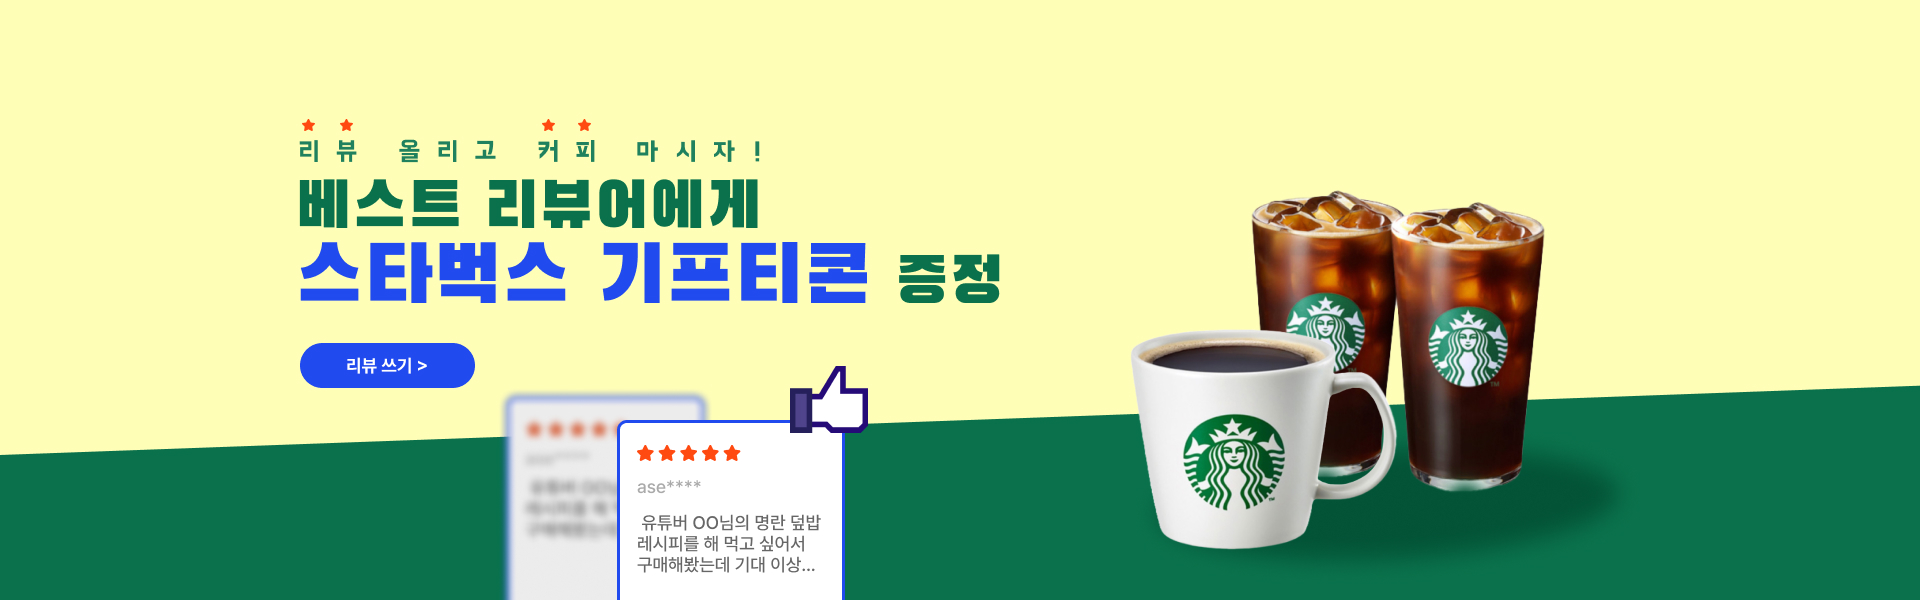 리뷰 올리고 커피 마시자!
베스트 리뷰어에게
스타벅스 기프티콘 증정
리뷰 쓰기 >
ase****
유튜버 OO님의 명란 덮밥
레시피를 해 먹고 싶어서
구매해봤는데 기대 이상...